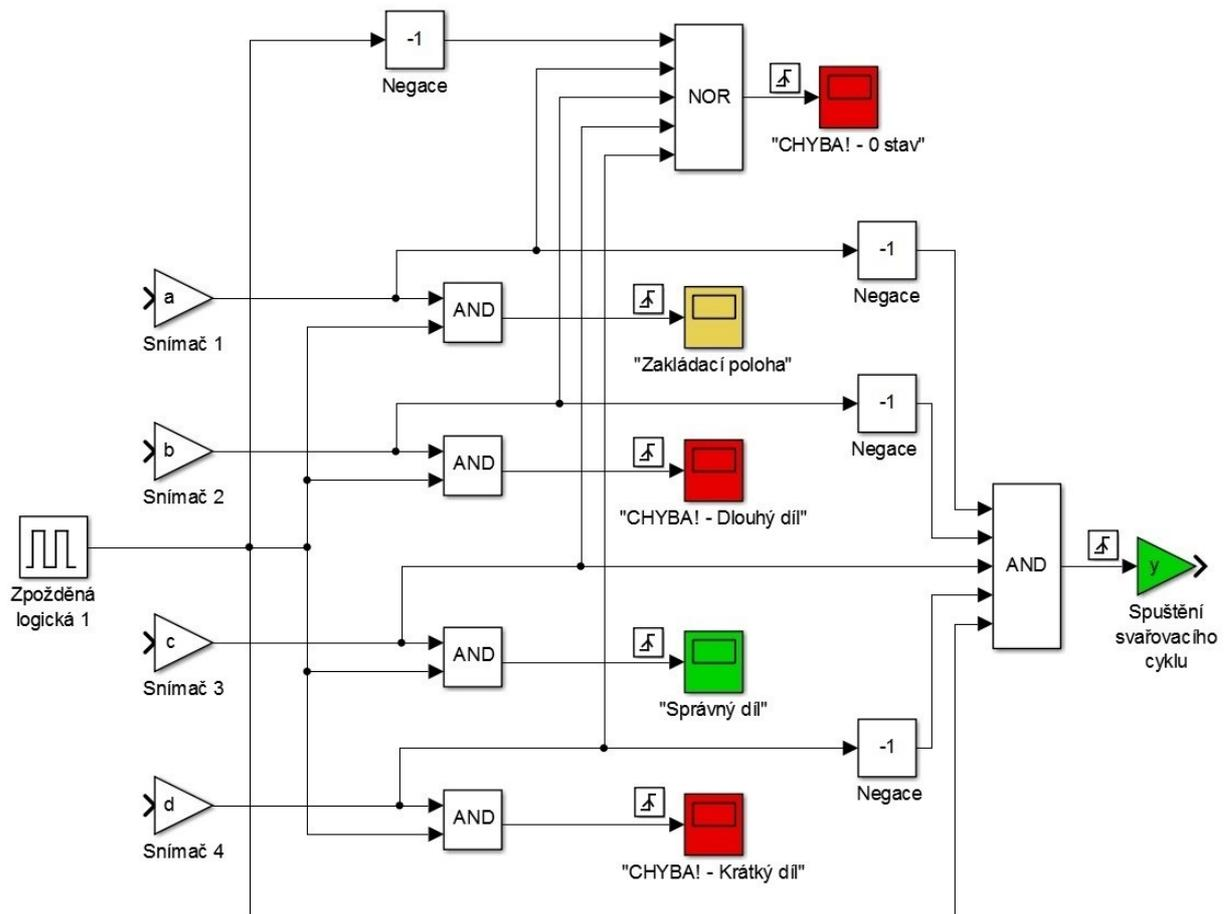 -1
Negace
NOR
"CHYBA! - 0 stav"
-1
Negace
a
Snímač 1
AND
"Zakládací poloha"
-1
Negace
b
Snímač 2
AND
"CHYBA! - Dlouhý díl"
Zpožděná
logická 1
AND
y
Spuštění
svařovacího
cyklu
c
Snímač 3
AND
"Správný díl"
-1
Negace
d
Snímač 4
AND
"CHYBA! - Krátký díl"